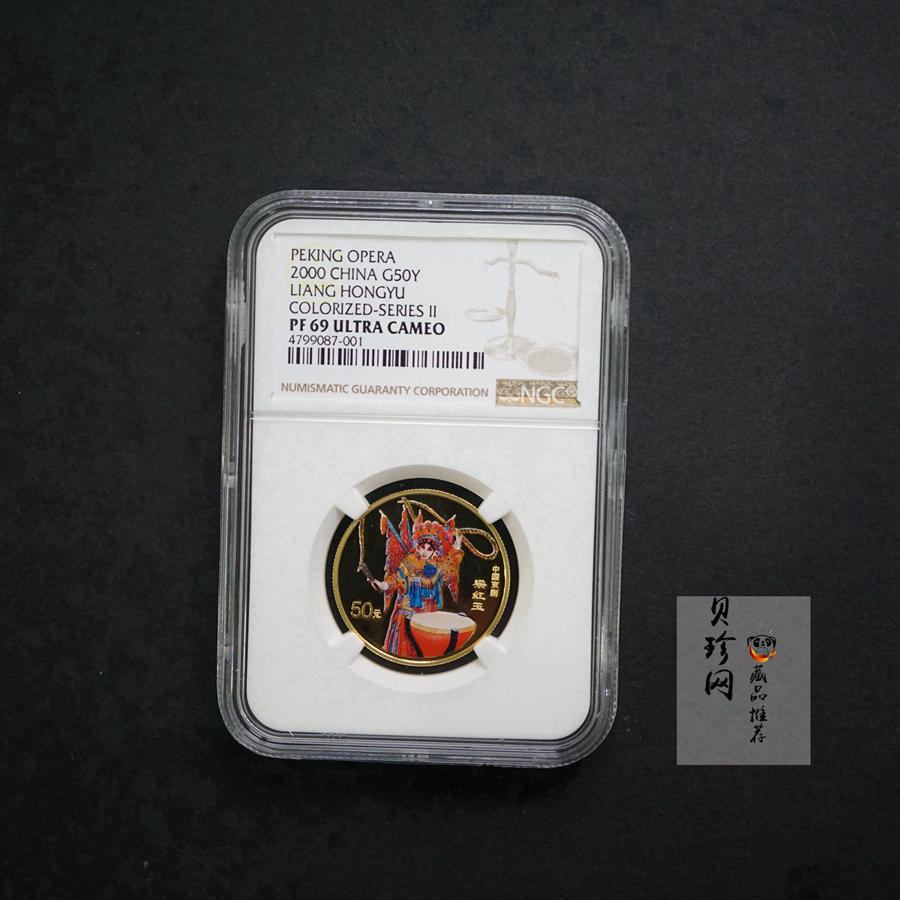 PEKING OPERA
2000 CHINA G50Y
LIANG HONGYU
COLORIZED-SERIES II
PF 69 ULTRA CAMEO
4799087-001
NUMISMATIC GUARANTY CORPORATION
NGC
中国京剧
梁红玉
50元
贝珍网
藏品推荐